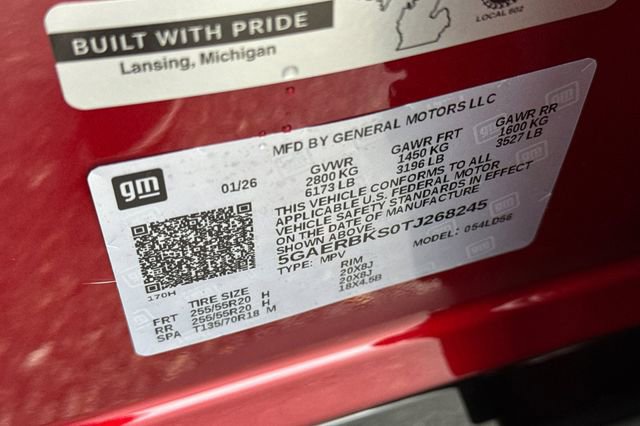 BUILT WITH PRIDE
Lansing, Michigan
LOCAL 602
gm
01/26
MFD BY GENERAL MOTORS LLC
GVWR GAWR FRT GAWR RR
2800 KG 1450 KG 1600 KG
6173 LB 3196 LB 3527 LB
THIS VEHICLE CONFORMS TO ALL
APPLICABLE U.S. FEDERAL MOTOR
VEHICLE SAFETY STANDARDS IN EFFECT
ON THE DATE OF MANUFACTURE
SHOWN ABOVE.
5GAERBKS0TJ268245
TYPE: MPV MODEL: 054LD56
170H
TIRE SIZE RIM
FRT 255/55R20 H 20X8J
RR 255/55R20 H 20X8J
SPA T135/70R18 M 18X4.5B